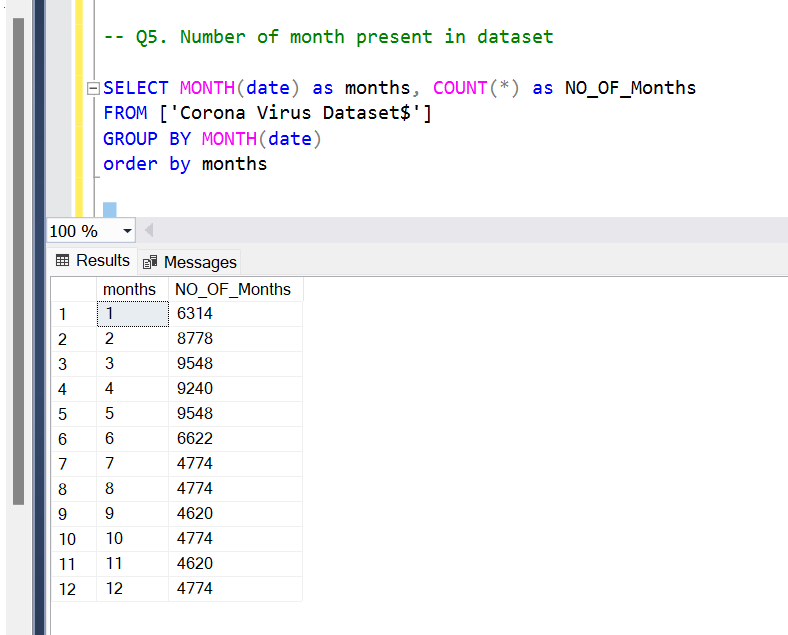 -- Q5. Number of month present in dataset
SELECT MONTH(date) as months, COUNT(*) as NO_OF_Months
FROM ['Corona Virus Dataset$']
GROUP BY MONTH(date)
order by months
100 %
Results Messages
months NO_OF_Months
1 1 6314
2 2 8778
3 3 9548
4 4 9240
5 5 9548
6 6 6622
7 7 4774
8 8 4774
9 9 4620
10 10 4774
11 11 4620
12 12 4774